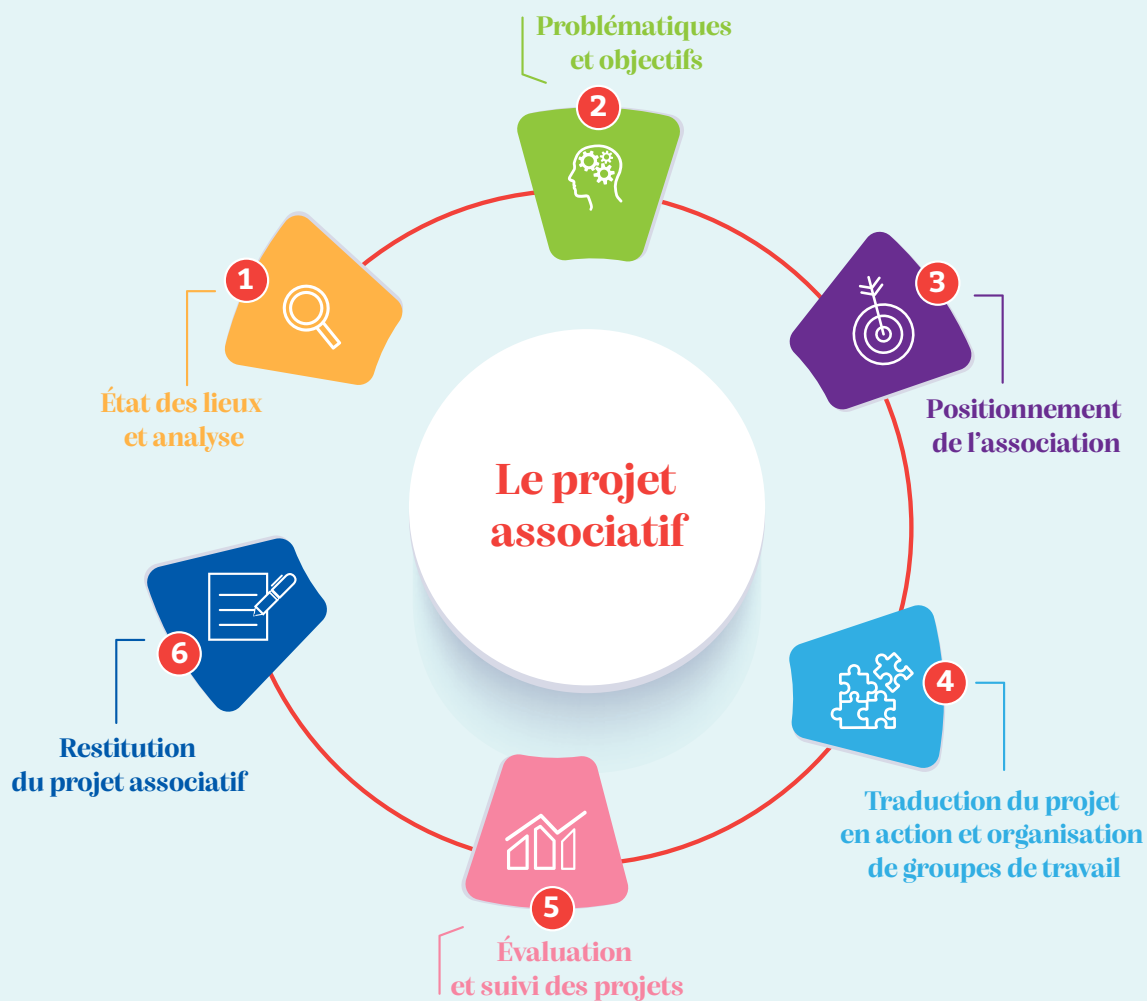 Problématiques
et objectifs
2
1
3
État des lieux
et analyse
Positionnement
de l’association
Le projet
associatif
6
4
Restitution
du projet associatif
Traduction du projet
en action et organisation
de groupes de travail
5
Évaluation
et suivi des projets